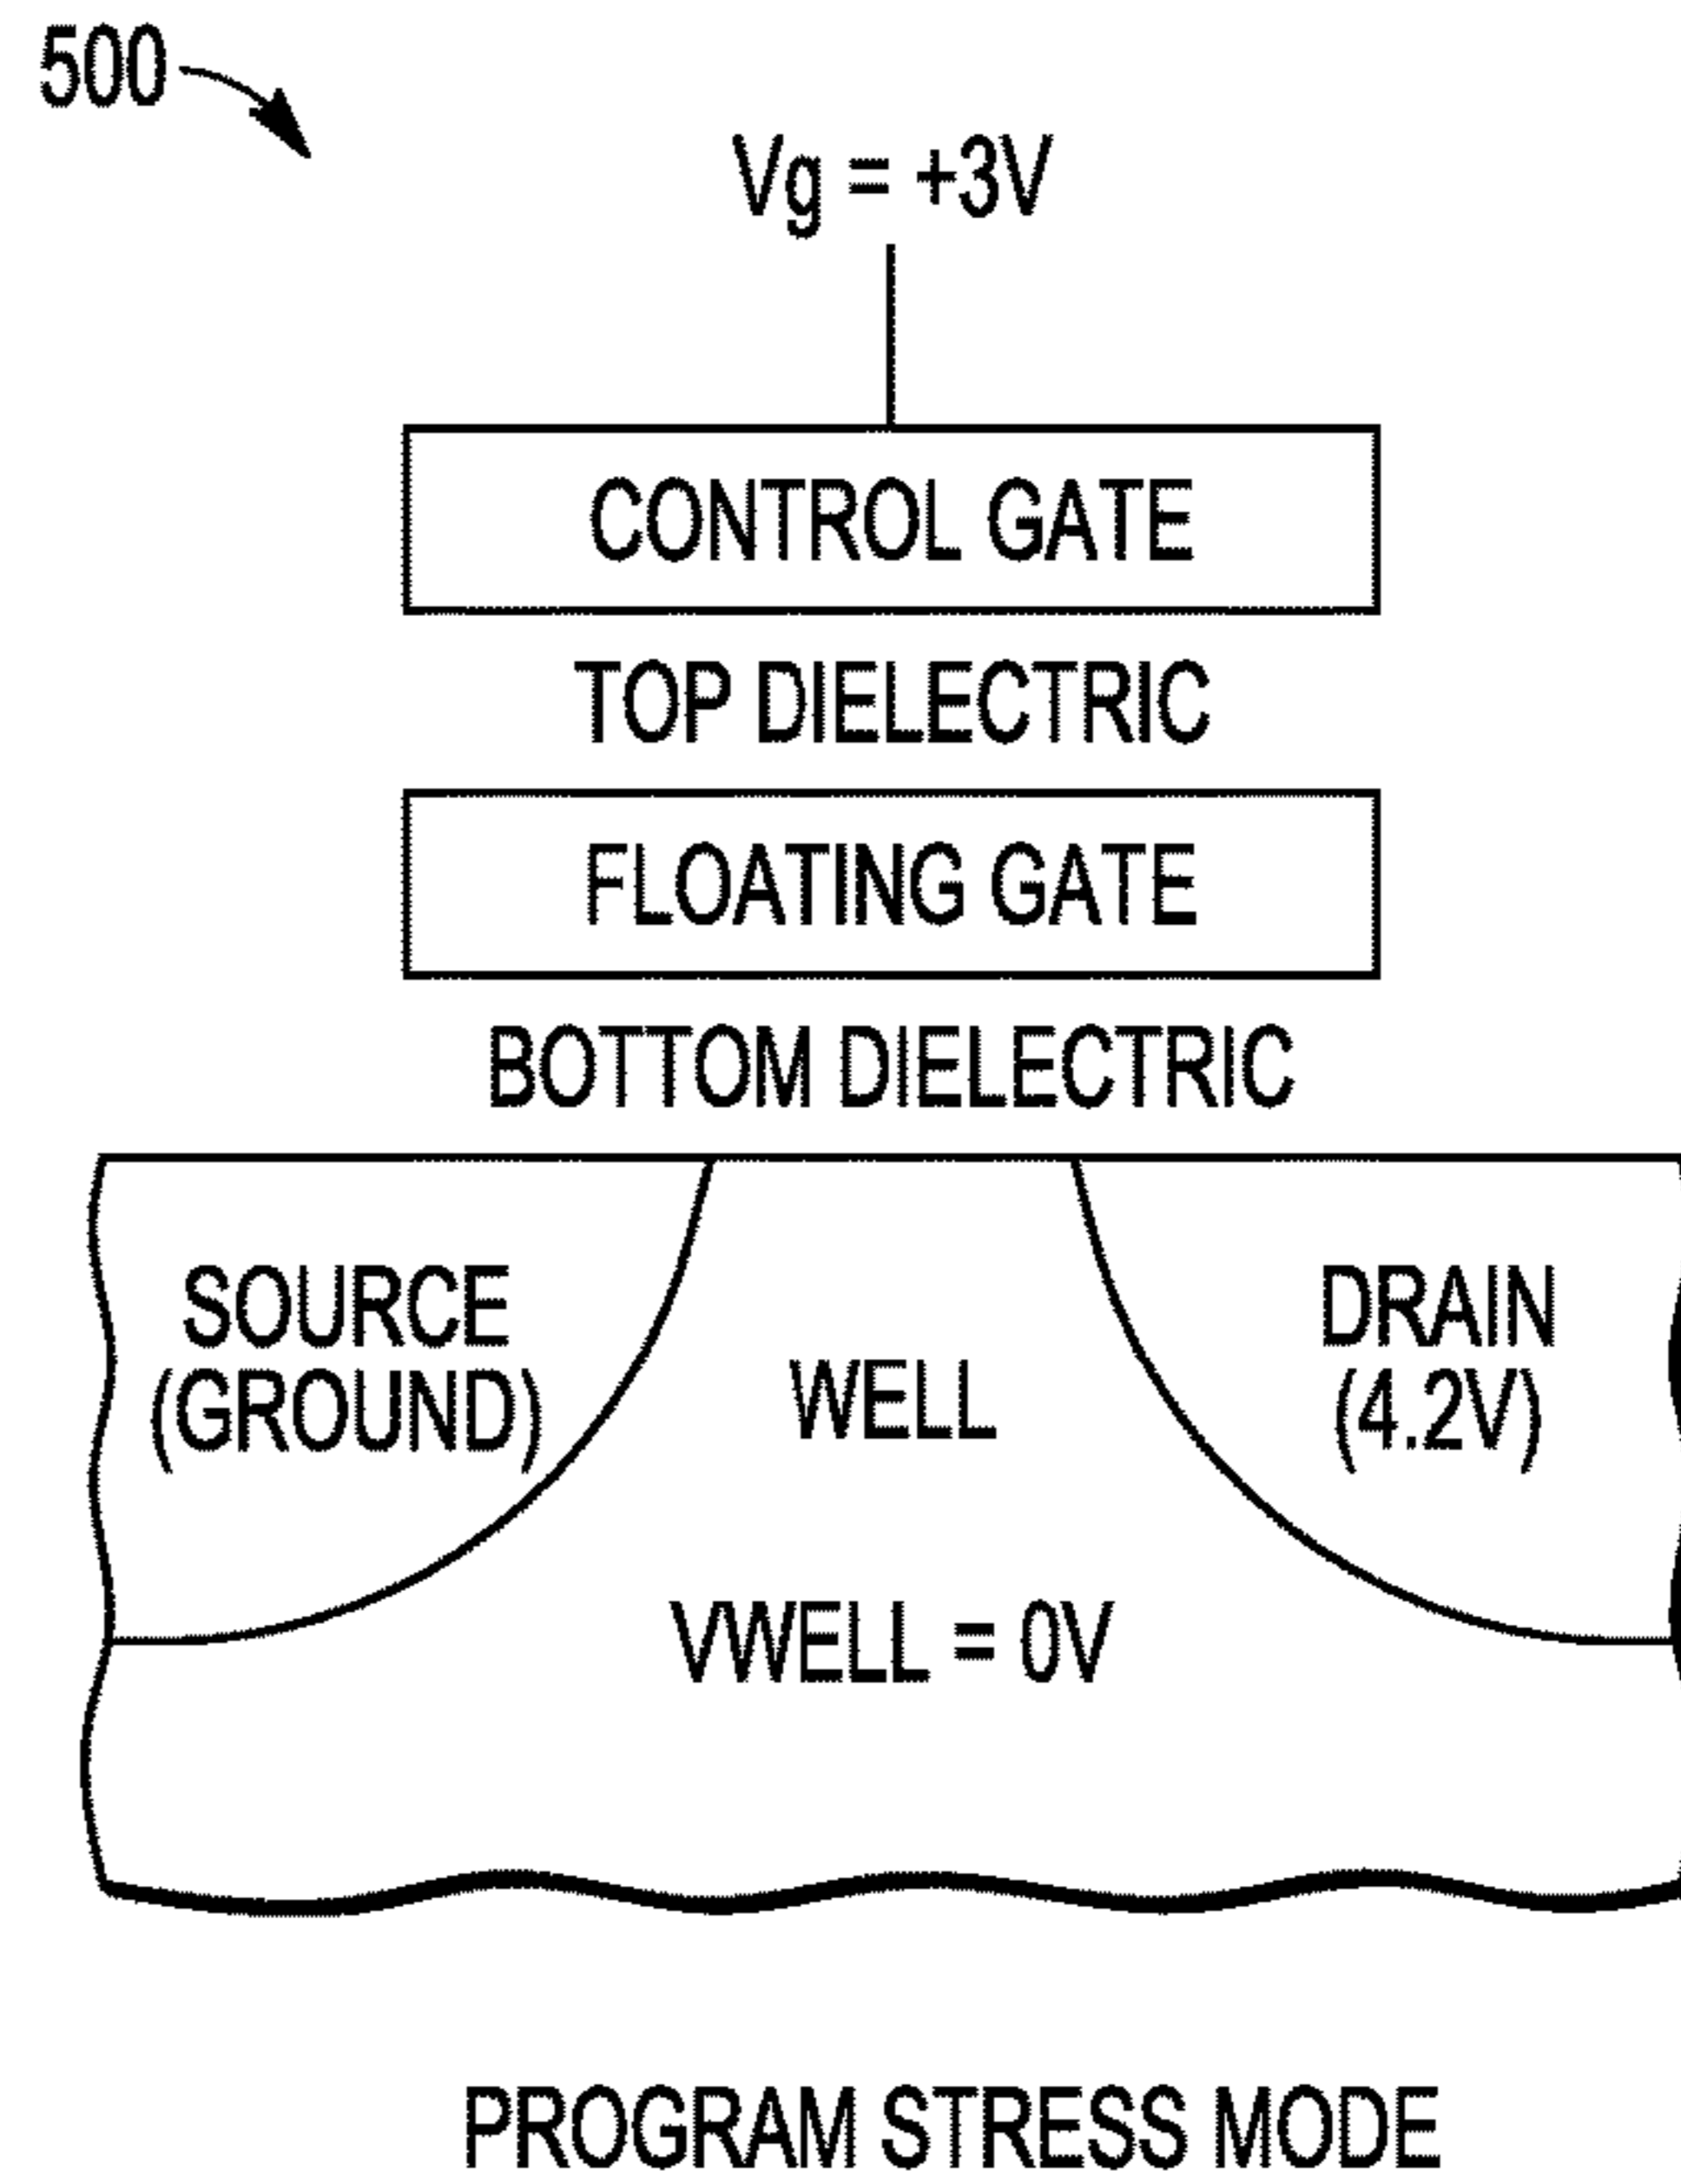 500
Vg = +3V
CONTROL GATE
TOP DIELECTRIC
FLOATING GATE
BOTTOM DIELECTRIC
SOURCE
(GROUND)
WELL
DRAIN
(4.2V)
VWELL = 0V
PROGRAM STRESS MODE